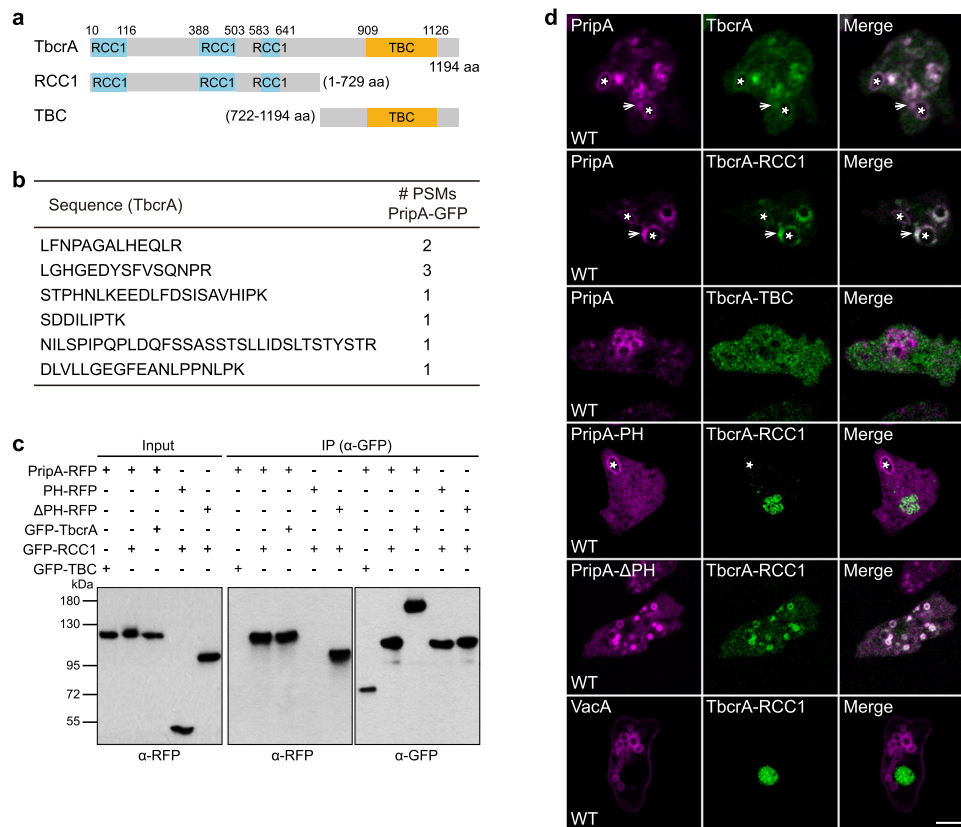 a
10 116 388 503 583 641 909 1126
TbcrA RCC1 RCC1 RCC1 TBC
1194 aa
RCC1 RCC1 RCC1 RCC1 (1-729 aa)
TBC (722-1194 aa) TBC
b
Sequence (TbcrA) # PSMs PripA-GFP
LFNPAGALHEQLR 2
LGHGEDYSFVSQNPR 3
STPHNLKEEDLFDSISAVHIPK 1
SDDILIPTK 1
NILSPIPQPLDQFSSASSTSLLIDSLTSTYSTR 1
DLVLLGEGFEANLPPNLPK 1
c
Input IP (α-GFP)
PripA-RFP + + + - - + + + - - + + + - -
PH-RFP - - - + - - - - + - - - - + -
ΔPH-RFP - - - - + - - - - + - - - - +
GFP-TbcrA - - + - - - - + - - - - + - -
GFP-RCC1 - + - + + - + - + + - + - + +
GFP-TBC + - - - - + - - - - + - - - -
kDa
180
130
95
72
55
α-RFP α-RFP α-GFP
d
PripA TbcrA Merge
* * *
* * *
WT
PripA TbcrA-RCC1 Merge
* * *
* * *
WT
PripA TbcrA-TBC Merge
WT
PripA-PH TbcrA-RCC1 Merge
* * *
WT
PripA-ΔPH TbcrA-RCC1 Merge
WT
VacA TbcrA-RCC1 Merge
WT